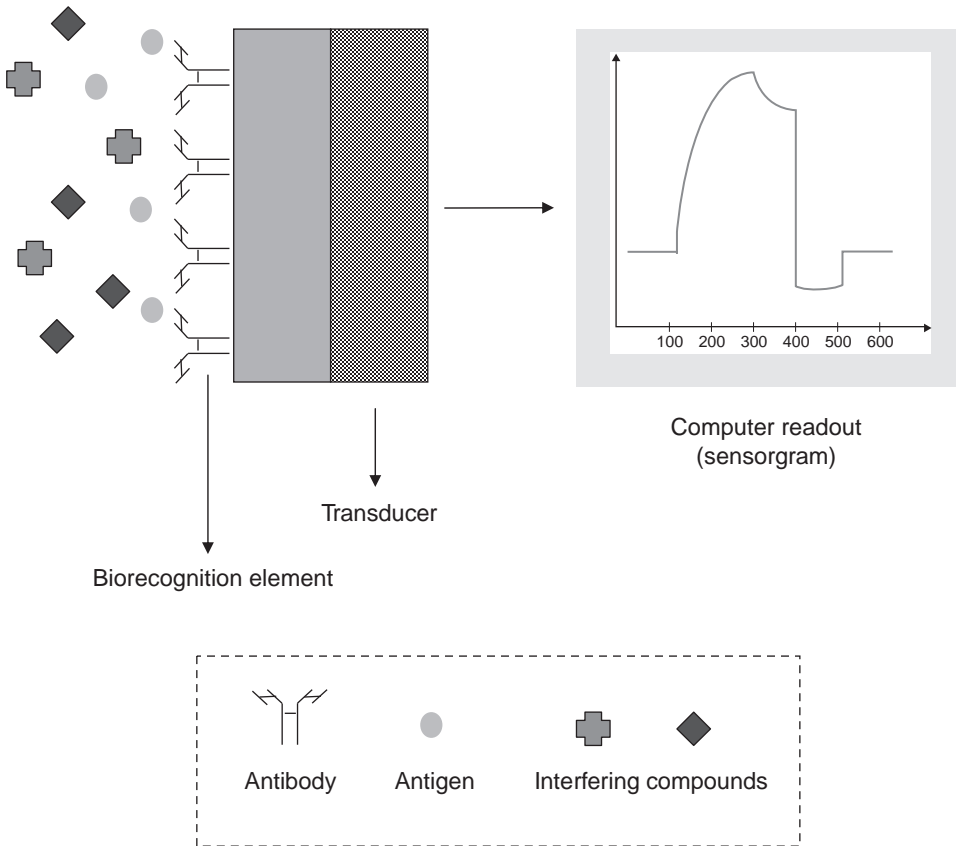 100 200 300 400 500 600
Computer readout
(sensorgram)
Transducer
Biorecognition element
Antibody Antigen Interfering compounds